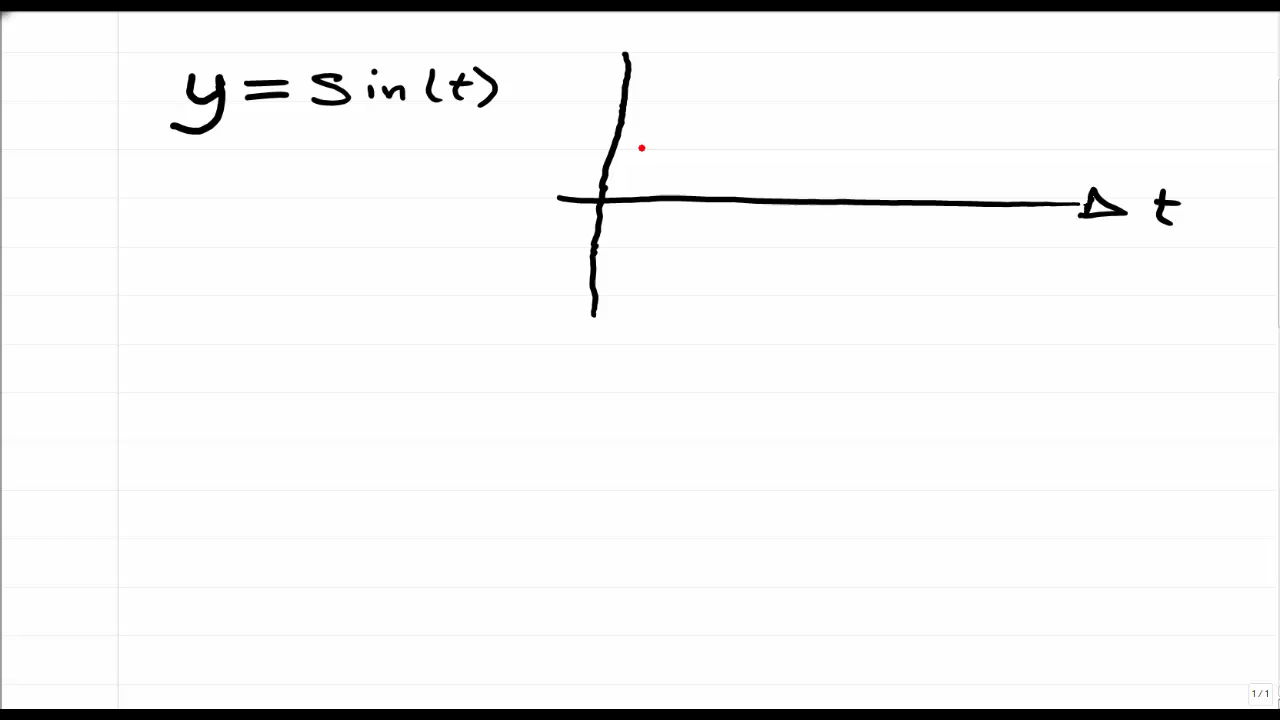 y = sin(t)
t
1/1